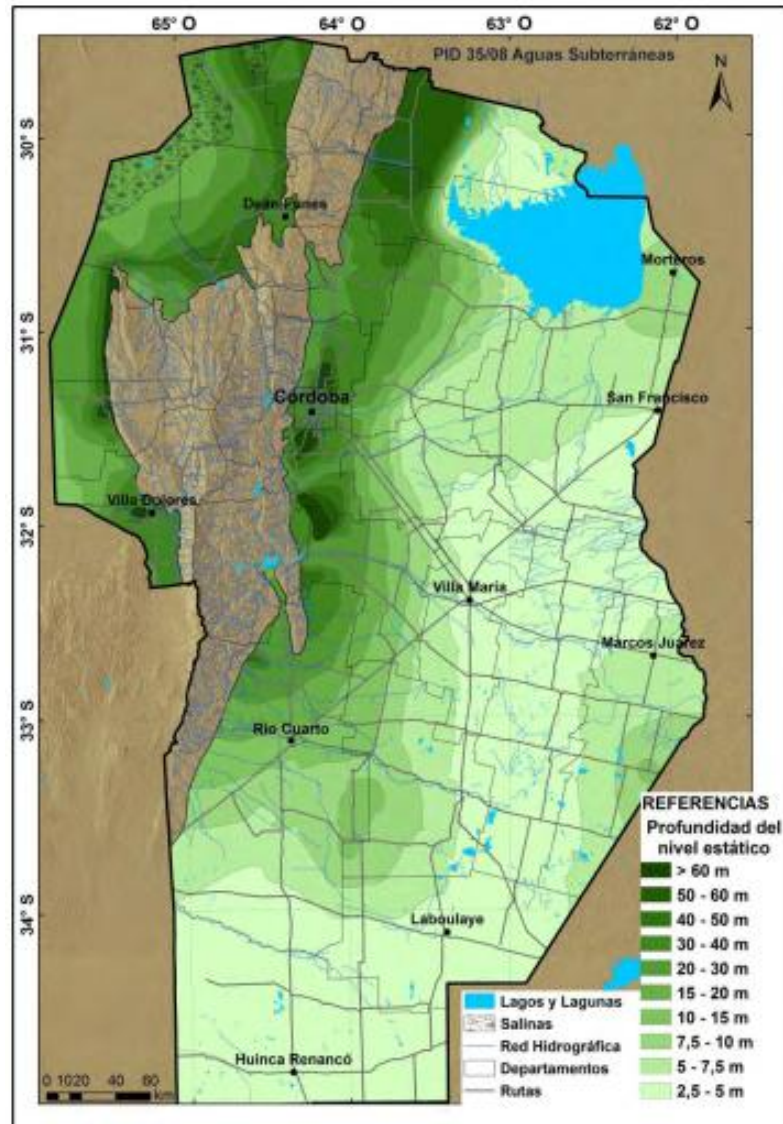 65° O
64° O
63° O
62° O
PID 35/08 Aguas Subterráneas
N
30° S
31° S
32° S
33° S
34° S
Deán Funes
Morteros
Córdoba
San Francisco
Villa Dolores
Villa María
Marcos Juárez
Río Cuarto
Laboulaye
Huinca Renancó
REFERENCIAS
Profundidad del
nivel estático
> 60 m
50 - 60 m
40 - 50 m
30 - 40 m
20 - 30 m
15 - 20 m
10 - 15 m
7,5 - 10 m
5 - 7,5 m
2,5 - 5 m
Lagos y Lagunas
Salinas
Red Hidrográfica
Departamentos
Rutas
0 10 20 40 60
km